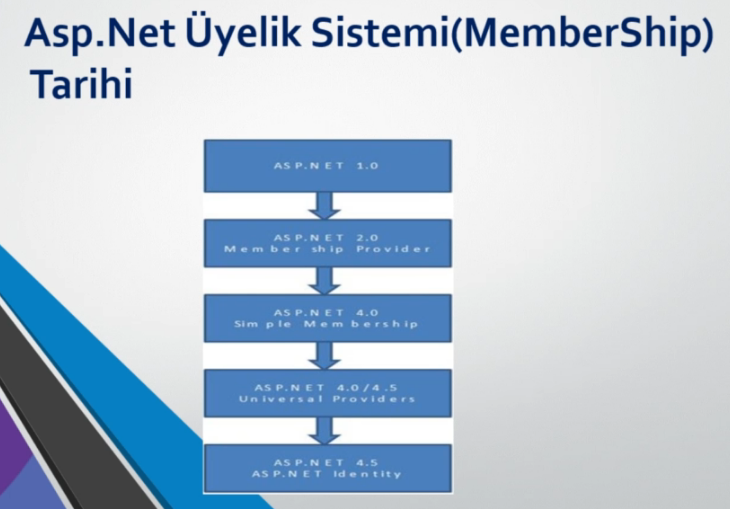 Asp.Net Üyelik Sistemi(MemberShip)
Tarihi
ASP.NET 1.0
ASP.NET 2.0
Member ship Provider
ASP.NET 4.0
Simple Membership
ASP.NET 4.0/4.5
Universal Providers
ASP.NET 4.5
ASP.NET Identity